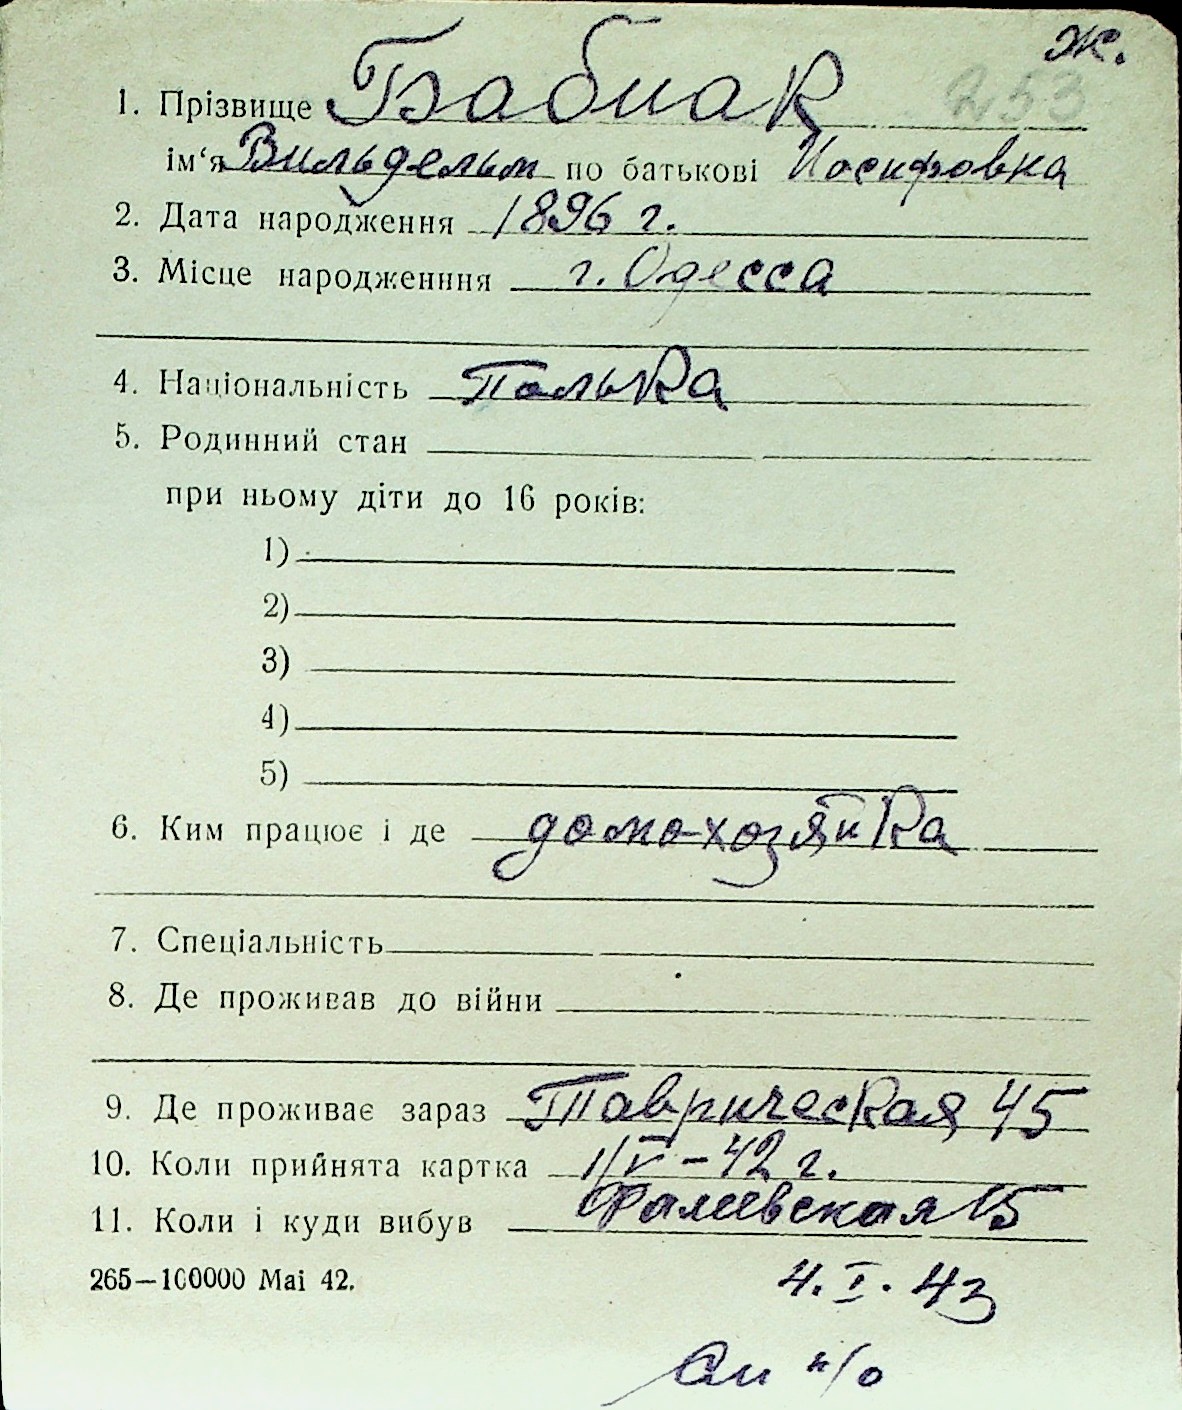 ж.
253
1. Прізвище Бабиак
ім‘я Вильдельм по батькові Иосифовка
2. Дата народження 1896 г.
3. Місце народженння г. Одесса
4. Національність Полька
5. Родинний стан
при ньому діти до 16 років:
1)
2)
3)
4)
5)
6. Ким працює і де домохозяйка
7. Спеціальність
8. Де проживав до війни
9. Де проживає зараз Таврическая 45
10. Коли прийнята картка 1/V-42 г.
11. Коли і куди вибув Фалеевская 15
265—100000 Mai 42.
4.I.43